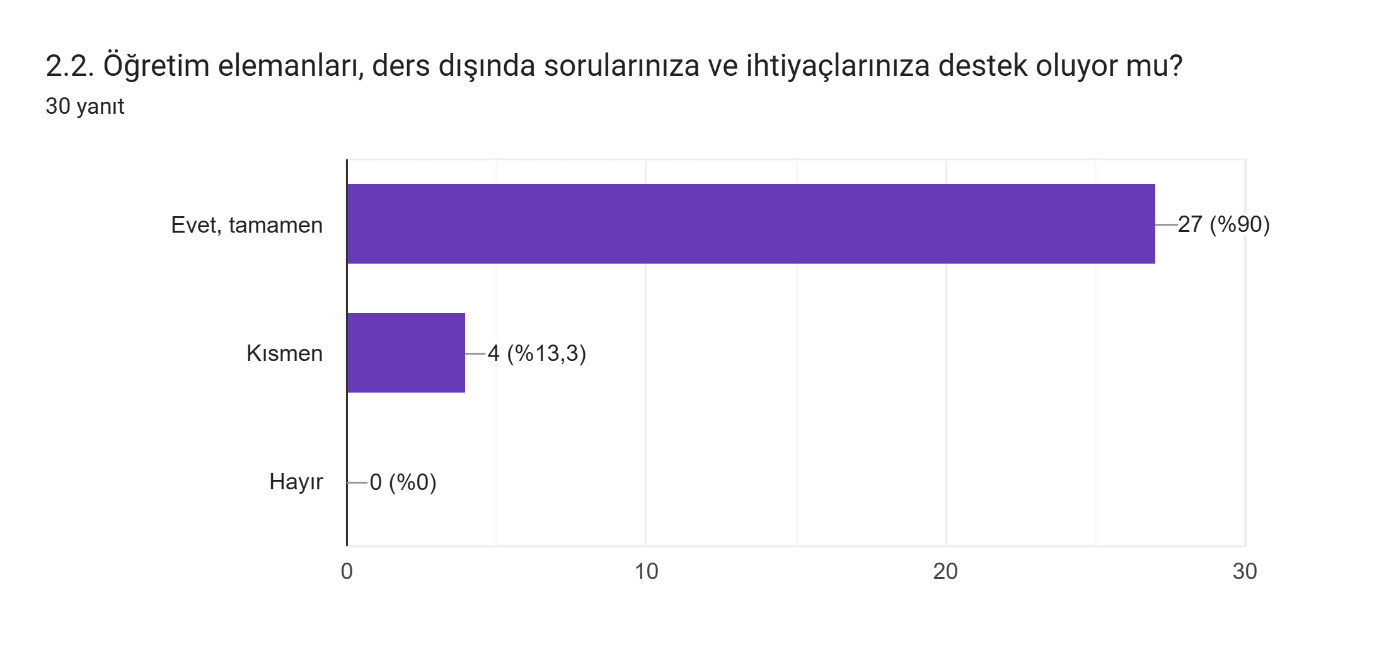 2.2. Öğretim elemanları, ders dışında sorularınıza ve ihtiyaçlarınıza destek oluyor mu?
30 yanıt
Evet, tamamen
27 (%90)
Kısmen
4 (%13,3)
Hayır
0 (%0)
0
10
20
30